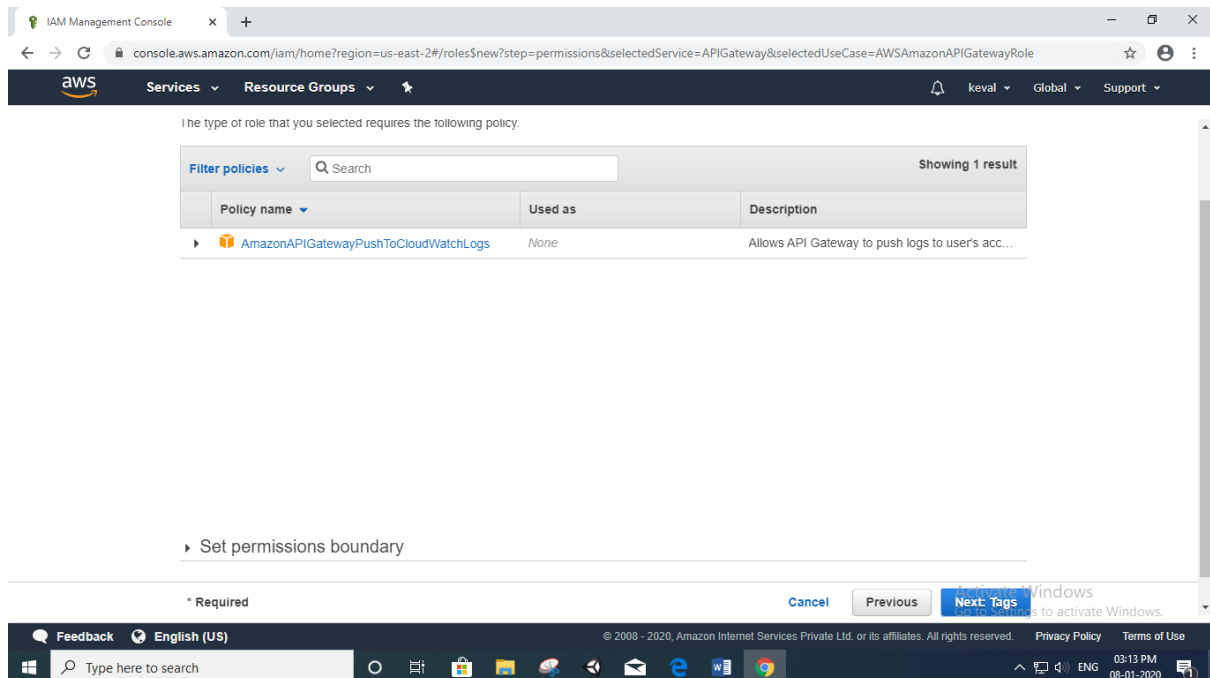 IAM Management Console
console.aws.amazon.com/iam/home?region=us-east-2#/roles$new?step=permissions&selectedService=APIGateway&selectedUseCase=AWSAmazonAPIGatewayRole
aws Services Resource Groups keval Global Support
The type of role that you selected requires the following policy.
Filter policies Search Showing 1 result
Policy name Used as Description
AmazonAPIGatewayPushToCloudWatchLogs None Allows API Gateway to push logs to user's acc...
Set permissions boundary
Activate Windows
* Required Cancel Previous Next: Tags
Go to Settings to activate Windows.
Feedback English (US) © 2008 - 2020, Amazon Internet Services Private Ltd. or its affiliates. All rights reserved. Privacy Policy Terms of Use
Type here to search ENG 03:13 PM
08-01-2020